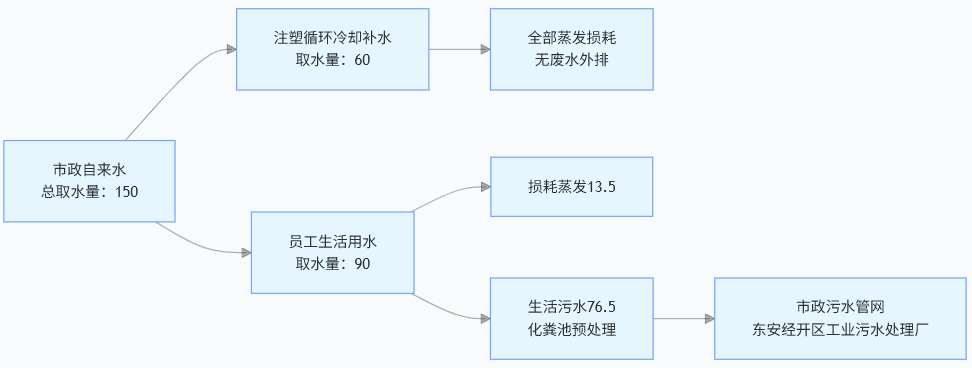 注塑循环冷却补水
取水量：60
全部蒸发损耗
无废水外排
市政自来水
总取水量：150
损耗蒸发13.5
员工生活用水
取水量：90
生活污水76.5
化粪池预处理
市政污水管网
东安经开区工业污水处理厂